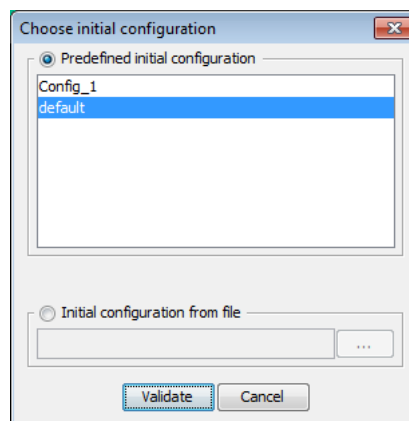 Choose initial configuration
Predefined initial configuration
Config_1
default
Initial configuration from file
...
Validate
Cancel